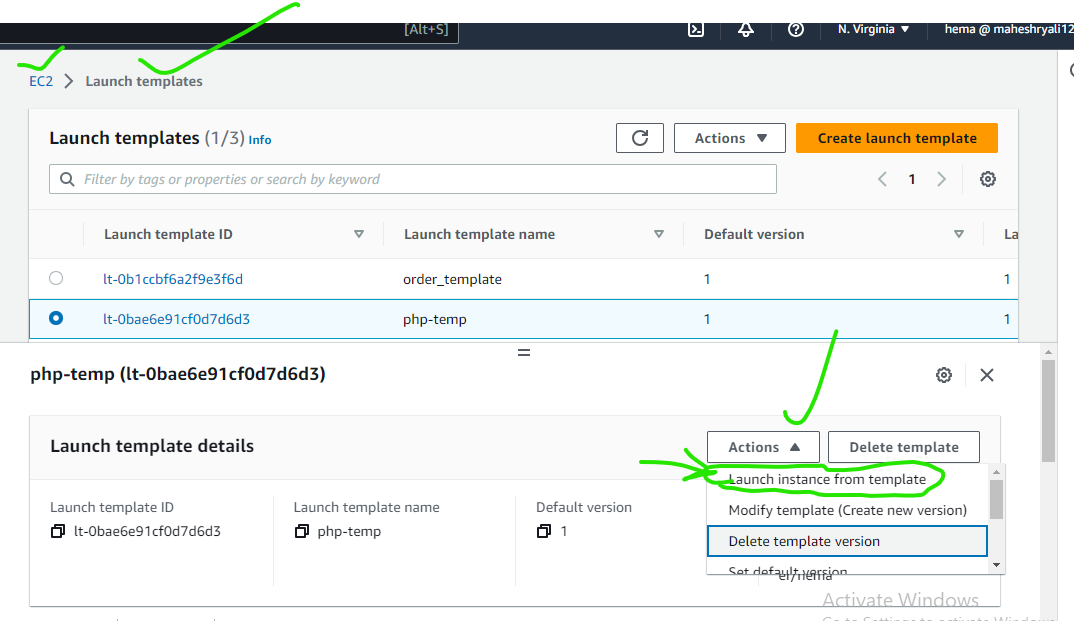 [Alt+S]
N. Virginia
hema @ maheshryali12
EC2
Launch templates
Launch templates (1/3) Info
Actions
Create launch template
Filter by tags or properties or search by keyword
1
Launch template ID
Launch template name
Default version
La
lt-0b1ccbf6a2f9e3f6d
order_template
1
1
lt-0bae6e91cf0d7d6d3
php-temp
1
1
php-temp (lt-0bae6e91cf0d7d6d3)
Launch template details
Actions
Delete template
Launch instance from template
Modify template (Create new version)
Delete template version
Set default version
Launch template ID
lt-0bae6e91cf0d7d6d3
Launch template name
php-temp
Default version
1
er/hema
Activate Windows
Go to Settings to activate Windows.